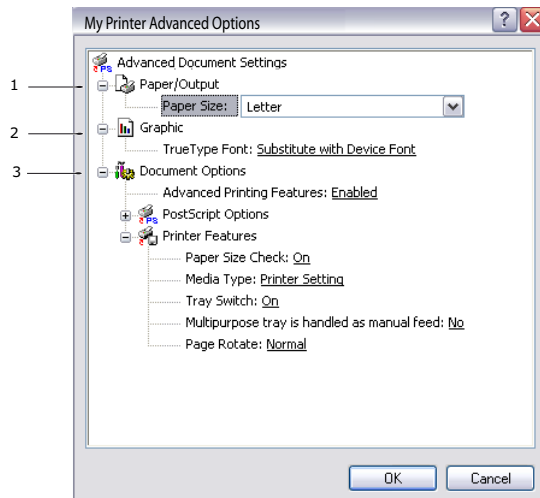 My Printer Advanced Options
?
Advanced Document Settings
1
Paper/Output
Paper Size: Letter
2
Graphic
TrueType Font: Substitute with Device Font
3
Document Options
Advanced Printing Features: Enabled
PS PostScript Options
Printer Features
Paper Size Check: On
Media Type: Printer Setting
Tray Switch: On
Multipurpose tray is handled as manual feed: No
Page Rotate: Normal
OK Cancel